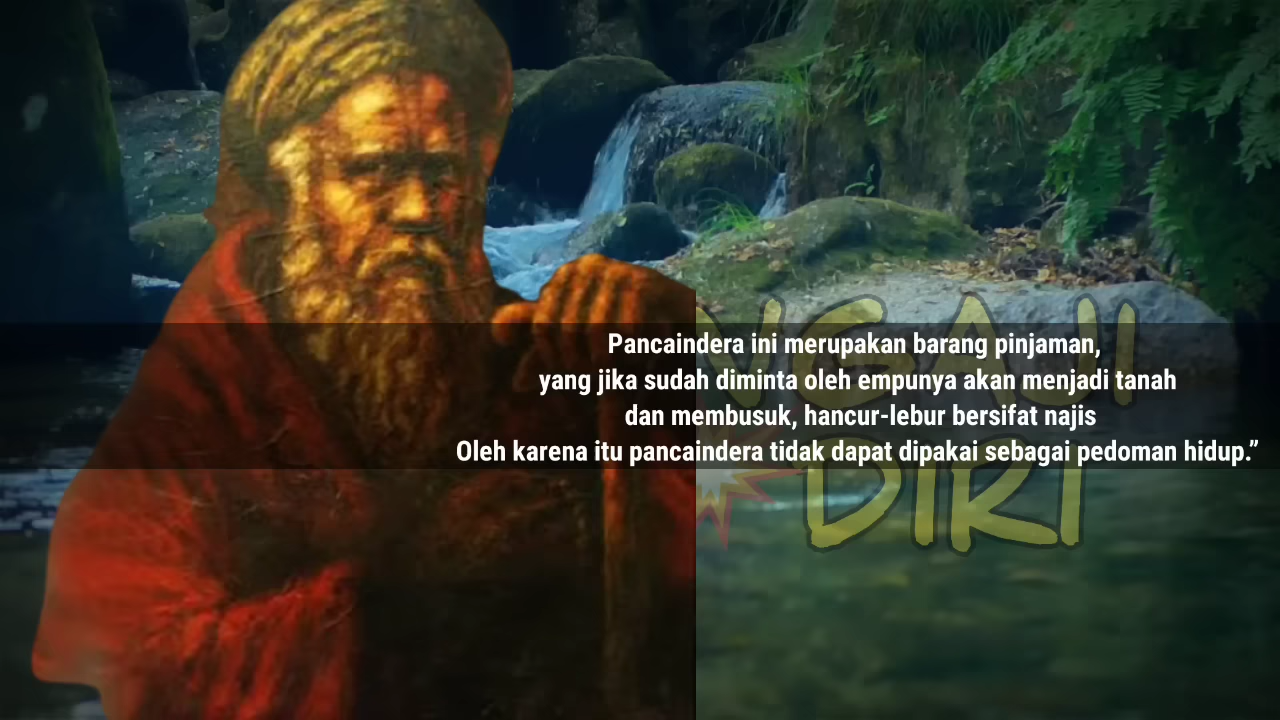 NGAJI
Pancaindera ini merupakan barang pinjaman,
yang jika sudah diminta oleh empunya akan menjadi tanah
dan membusuk, hancur-lebur bersifat najis
Oleh karena itu pancaindera tidak dapat dipakai sebagai pedoman hidup.”
DIRI